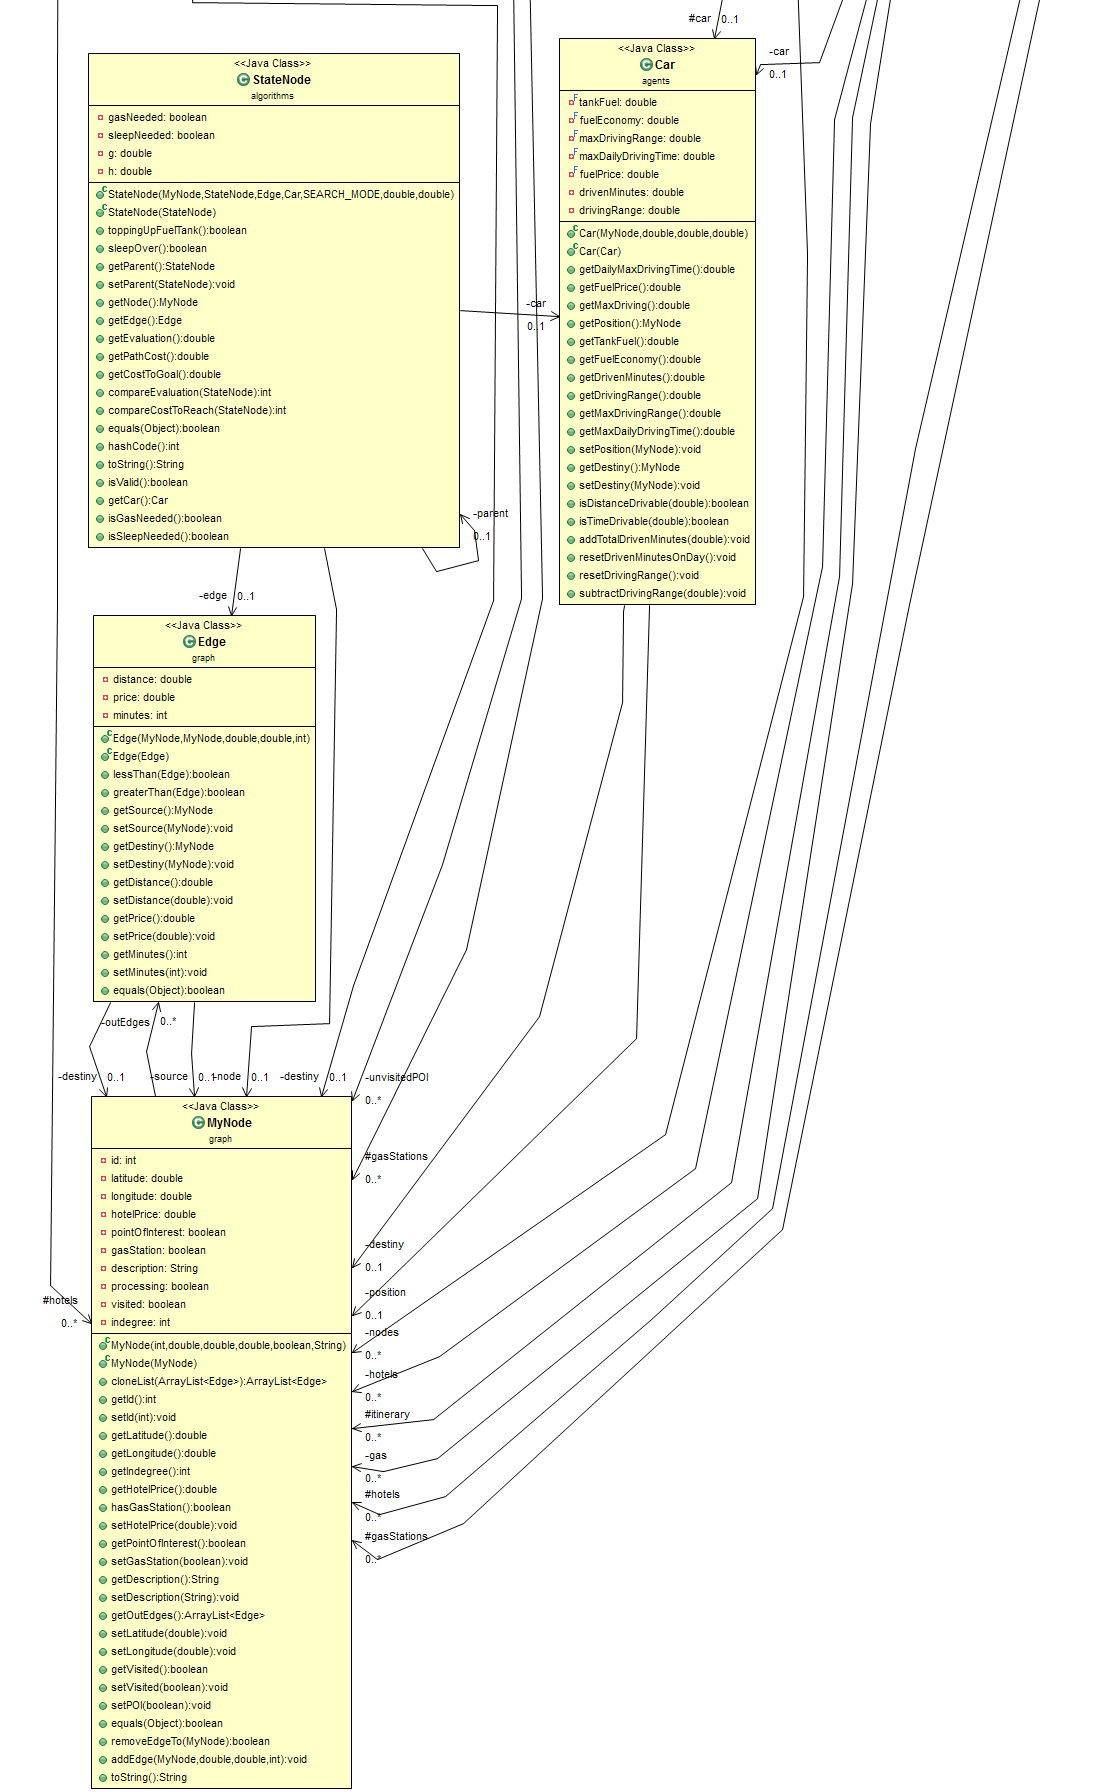 #car
0..1
-car
0..1
<<Java Class>>
C StateNode
algorithms
gasNeeded: boolean
sleepNeeded: boolean
g: double
h: double
StateNode(MyNode,StateNode,Edge,Car,SEARCH_MODE,double,double)
StateNode(StateNode)
toppingUpFuelTank():boolean
sleepOver():boolean
getParent():StateNode
setParent(StateNode):void
getNode():MyNode
getEdge():Edge
getEvaluation():double
getPathCost():double
getCostToGoal():double
compareEvaluation(StateNode):int
compareCostToReach(StateNode):int
equals(Object):boolean
hashCode():int
toString():String
isValid():boolean
getCar():Car
isGasNeeded():boolean
isSleepNeeded():boolean
-car
0..1
-parent
0..1
<<Java Class>>
C Car
agents
F tankFuel: double
F fuelEconomy: double
F maxDrivingRange: double
F maxDailyDrivingTime: double
F fuelPrice: double
drivenMinutes: double
drivingRange: double
Car(MyNode,double,double,double)
Car(Car)
getDailyMaxDrivingTime():double
getFuelPrice():double
getMaxDriving():double
getPosition():MyNode
getTankFuel():double
getFuelEconomy():double
getDrivenMinutes():double
getDrivingRange():double
getMaxDrivingRange():double
getMaxDailyDrivingTime():double
setPosition(MyNode):void
getDestiny():MyNode
setDestiny(MyNode):void
isDistanceDrivable(double):boolean
isTimeDrivable(double):boolean
addTotalDrivenMinutes(double):void
resetDrivenMinutesOnDay():void
resetDrivingRange():void
subtractDrivingRange(double):void
-edge
0..1
<<Java Class>>
C Edge
graph
distance: double
price: double
minutes: int
Edge(MyNode,MyNode,double,double,int)
Edge(Edge)
lessThan(Edge):boolean
greaterThan(Edge):boolean
getSource():MyNode
setSource(MyNode):void
getDestiny():MyNode
setDestiny(MyNode):void
getDistance():double
setDistance(double):void
getPrice():double
setPrice(double):void
getMinutes():int
setMinutes(int):void
equals(Object):boolean
-outEdges
0..*
-destiny
0..1
-source
0..1
-node
0..1
-destiny
0..1
-unvisitedPOI
0..*
#gasStations
0..*
-destiny
0..1
-position
0..1
-nodes
0..*
-hotels
0..*
#itinerary
0..*
-gas
0..*
#hotels
0..*
#gasStations
0..*
#hotels
0..*
<<Java Class>>
C MyNode
graph
id: int
latitude: double
longitude: double
hotelPrice: double
pointOfInterest: boolean
gasStation: boolean
description: String
processing: boolean
visited: boolean
indegree: int
MyNode(int,double,double,double,boolean,String)
MyNode(MyNode)
cloneList(ArrayList<Edge>):ArrayList<Edge>
getId():int
setId(int):void
getLatitude():double
getLongitude():double
getIndegree():int
getHotelPrice():double
hasGasStation():boolean
setHotelPrice(double):void
getPointOfInterest():boolean
setGasStation(boolean):void
getDescription():String
setDescription(String):void
getOutEdges():ArrayList<Edge>
setLatitude(double):void
setLongitude(double):void
getVisited():boolean
setVisited(boolean):void
setPOI(boolean):void
equals(Object):boolean
removeEdgeTo(MyNode):boolean
addEdge(MyNode,double,double,int):void
toString():String